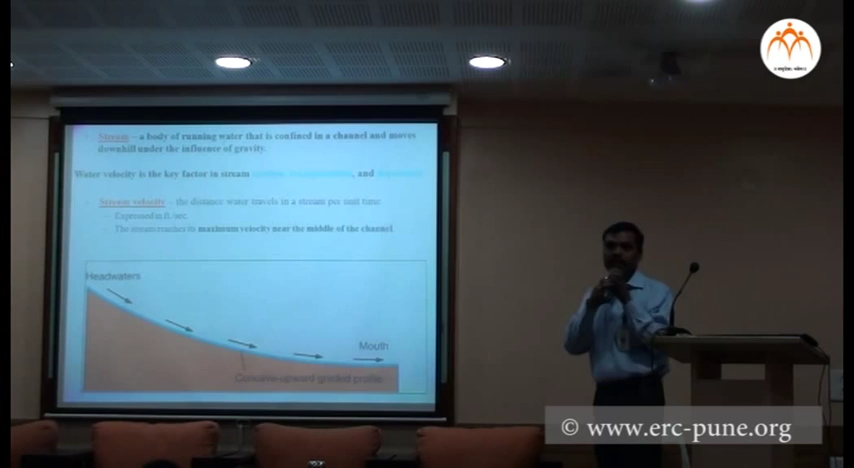 Stream – a body of running water that is confined in a channel and moves
downhill under the influence of gravity.
Water velocity is the key factor in stream , and
Stream velocity – the distance water travels in a stream per unit time.
– Expressed in ft./sec.
– The stream reaches its maximum velocity near the middle of the channel.
Headwaters
Mouth
Concave-upward graded profile
© www.erc-pune.org